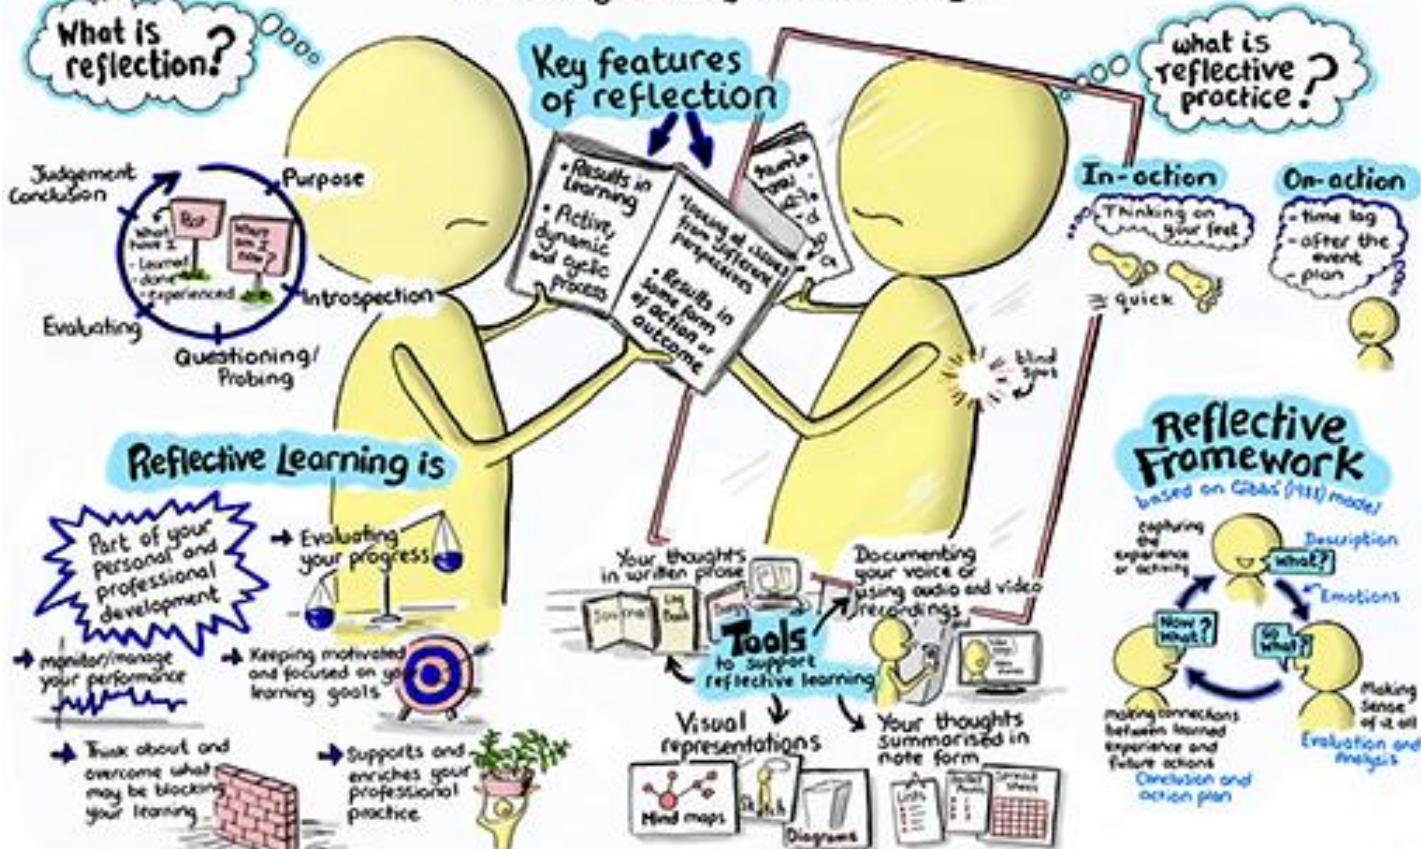 What is
reflection?
Key features
of reflection
what is
reflective
practice?
Judgement
Conclusion
Purpose
Past
What
have I
- Learned
- done
- experienced
Where
am I
now?
Introspection
Evaluating
Questioning/
Probing
• Results in
Learning
• Active,
dynamic
and cyclic
process
• Looking at issues
from different
perspectives
• Results in
some form
of action or
outcome
In-action
Thinking on
your feet
quick
On-action
- time lag
- after the
event
- plan
blind
spot
Reflective Learning is
Part of your
personal and
professional
development
Evaluating
your progress
monitor/manage
your performance
Keeping motivated
and focused on
learning goals
Think about and
overcome what
may be blocking
your learning
Supports and
enriches your
professional
practice
Your thoughts
in written prose
Journal
Log
Book
Documenting
your voice or
using audio and video
recordings
Tools
to support
reflective learning
Visual
representations
Mind maps
Sketch
Diagrams
Your thoughts
summarised in
note form
Lists
Bullet
Points
Spread
sheets
Reflective
Framework
based on Gibbs' (1988) model
capturing
the
experience
or activity
Description
What?
Emotions
Now
What?
So
What?
Making
Sense
of it all
Evaluation and
Analysis
making connections
between learned
experience and
future actions
Conclusion and
action plan